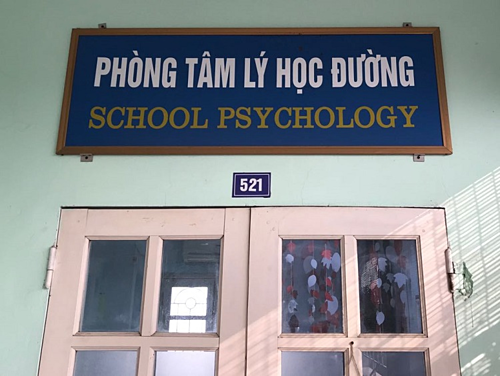 PHÒNG TÂM LÝ HỌC ĐƯỜNG
SCHOOL PSYCHOLOGY
521